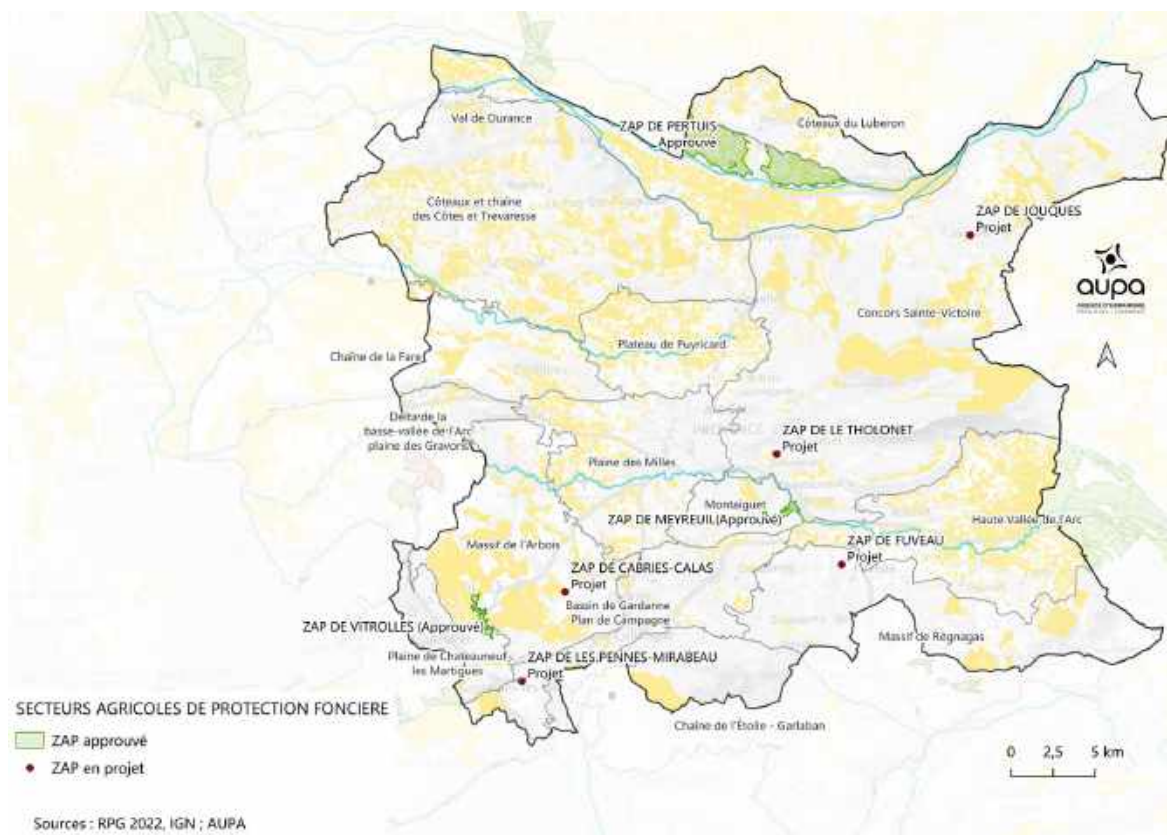 Val de Durance
ZAP DE PERTUIS
Approuvé
Côteaux du Luberon
Côteaux et chaîne
des Côtes et Trevaresse
ZAP DE JOUQUES
Projet
aupa
Concors Sainte-Victoire
Plateau de Puyricard
Chaîne de la Fare
Delta de la
basse-vallée de l'Arc
plaine des Gravons
ZAP DE LE THOLONET
Projet
Plaine des Milles
Montaiguet
ZAP DE MEYREUIL (Approuvé)
Haute Vallée de l'Arc
ZAP DE FUVEAU
Projet
Massif de l'Arbois
ZAP DE CABRIES-CALAS
Projet
Bassin de Gardanne
Plan de Campagne
ZAP DE VITROLLES (Approuvé)
Massif de Régnagas
Plaine de Chateauneuf
les Martigues
ZAP DE LES PENNES-MIRABEAU
Projet
Chaîne de l'Étoile - Garlaban
SECTEURS AGRICOLES DE PROTECTION FONCIERE
ZAP approuvé
ZAP en projet
0 2,5 5 km
Sources : RPG 2022, IGN ; AUPA